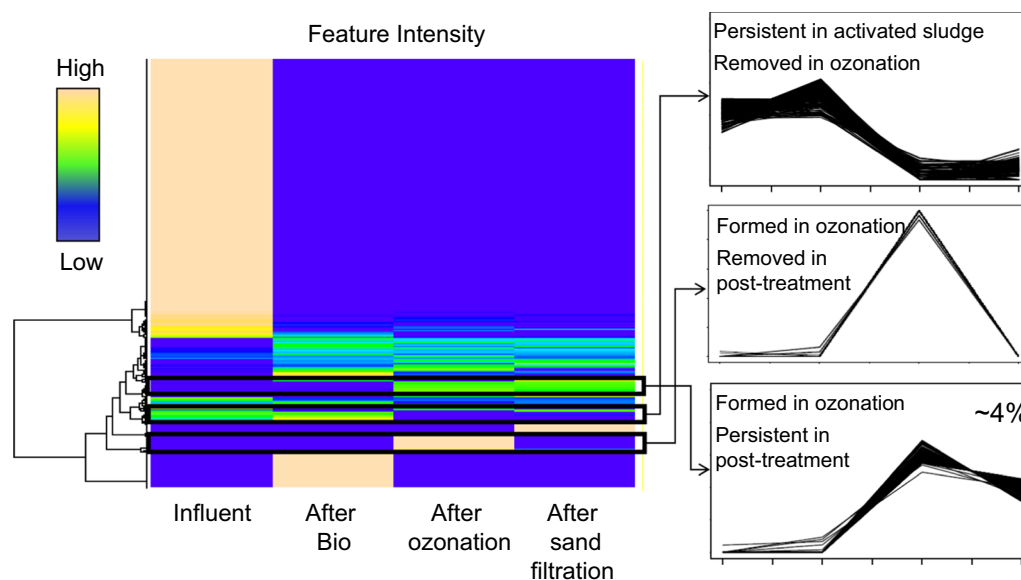 Feature Intensity
High
Low
Influent
After
Bio
After
ozonation
After
sand
filtration
Persistent in activated sludge
Removed in ozonation
Formed in ozonation
Removed in
post-treatment
Formed in ozonation
~4%
Persistent in
post-treatment